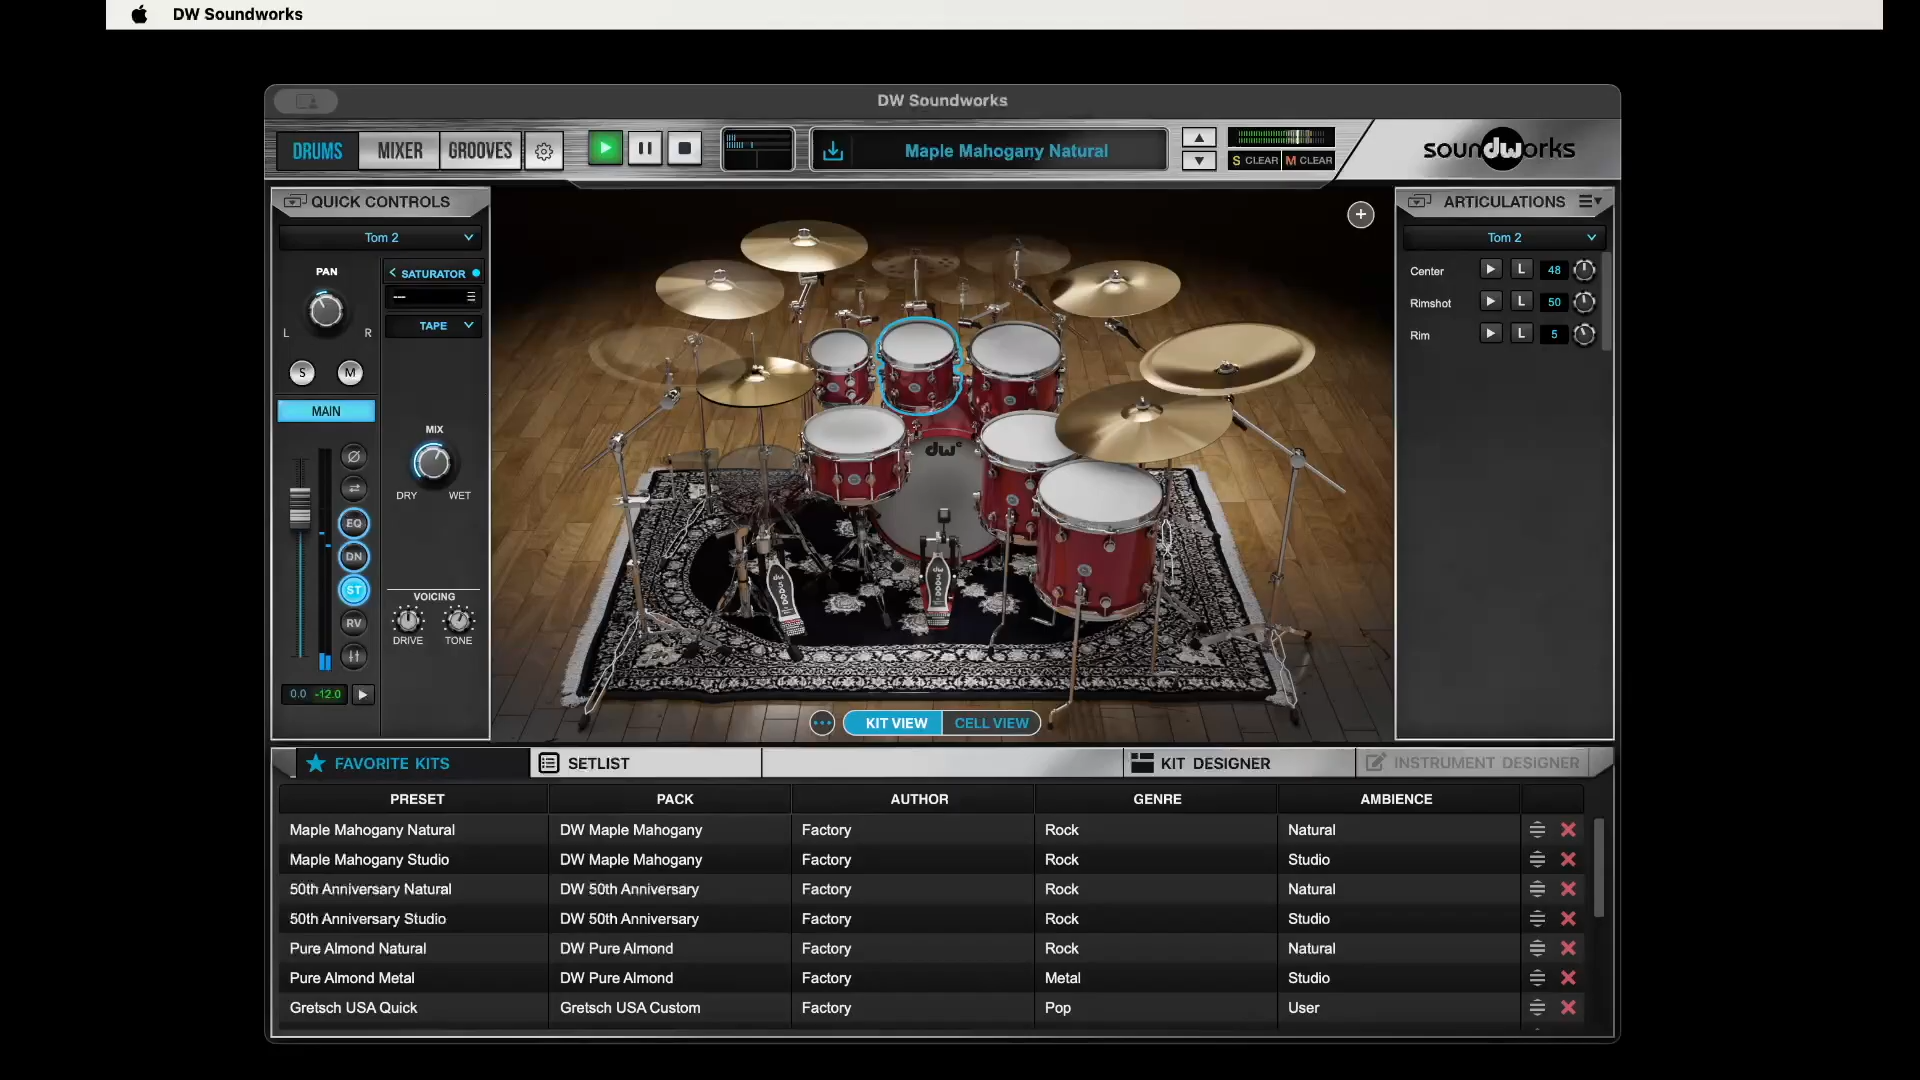 DW Soundworks
DW Soundworks
DRUMS MIXER GROOVES Maple Mahogany Natural S CLEAR M CLEAR soundworks
QUICK CONTROLS
Tom 2
PAN
L R
S M
MAIN
< SATURATOR
---
TAPE
MIX
DRY WET
EQ
DN
ST
RV
VOICING
DRIVE TONE
0.0 -12.0
dw
dw 5000
dw 5000
KIT VIEW CELL VIEW
ARTICULATIONS
Tom 2
Center L 48
Rimshot L 50
Rim L 5
FAVORITE KITS SETLIST KIT DESIGNER INSTRUMENT DESIGNER
PRESET PACK AUTHOR GENRE AMBIENCE
Maple Mahogany Natural DW Maple Mahogany Factory Rock Natural
Maple Mahogany Studio DW Maple Mahogany Factory Rock Studio
50th Anniversary Natural DW 50th Anniversary Factory Rock Natural
50th Anniversary Studio DW 50th Anniversary Factory Rock Studio
Pure Almond Natural DW Pure Almond Factory Rock Natural
Pure Almond Metal DW Pure Almond Factory Metal Studio
Gretsch USA Quick Gretsch USA Custom Factory Pop User